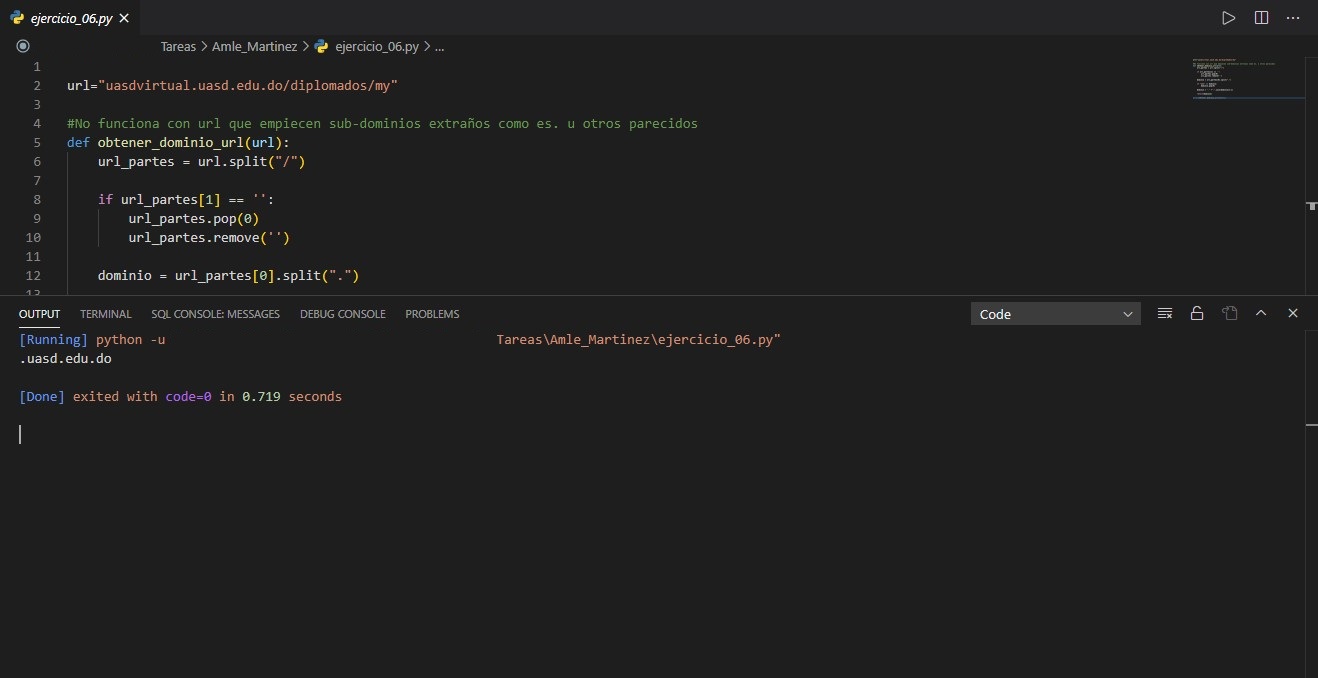 ejercicio_06.py
Tareas > Amle_Martinez > ejercicio_06.py > ...
1
2 url="uasdvirtual.uasd.edu.do/diplomados/my"
3
4 #No funciona con url que empiecen sub-dominios extraños como es. u otros parecidos
5 def obtener_dominio_url(url):
6 url_partes = url.split("/")
7
8 if url_partes[1] == '':
9 url_partes.pop(0)
10 url_partes.remove('')
11
12 dominio = url_partes[0].split(".")
13
OUTPUT TERMINAL SQL CONSOLE: MESSAGES DEBUG CONSOLE PROBLEMS Code
[Running] python -u Tareas\Amle_Martinez\ejercicio_06.py"
.uasd.edu.do
[Done] exited with code=0 in 0.719 seconds